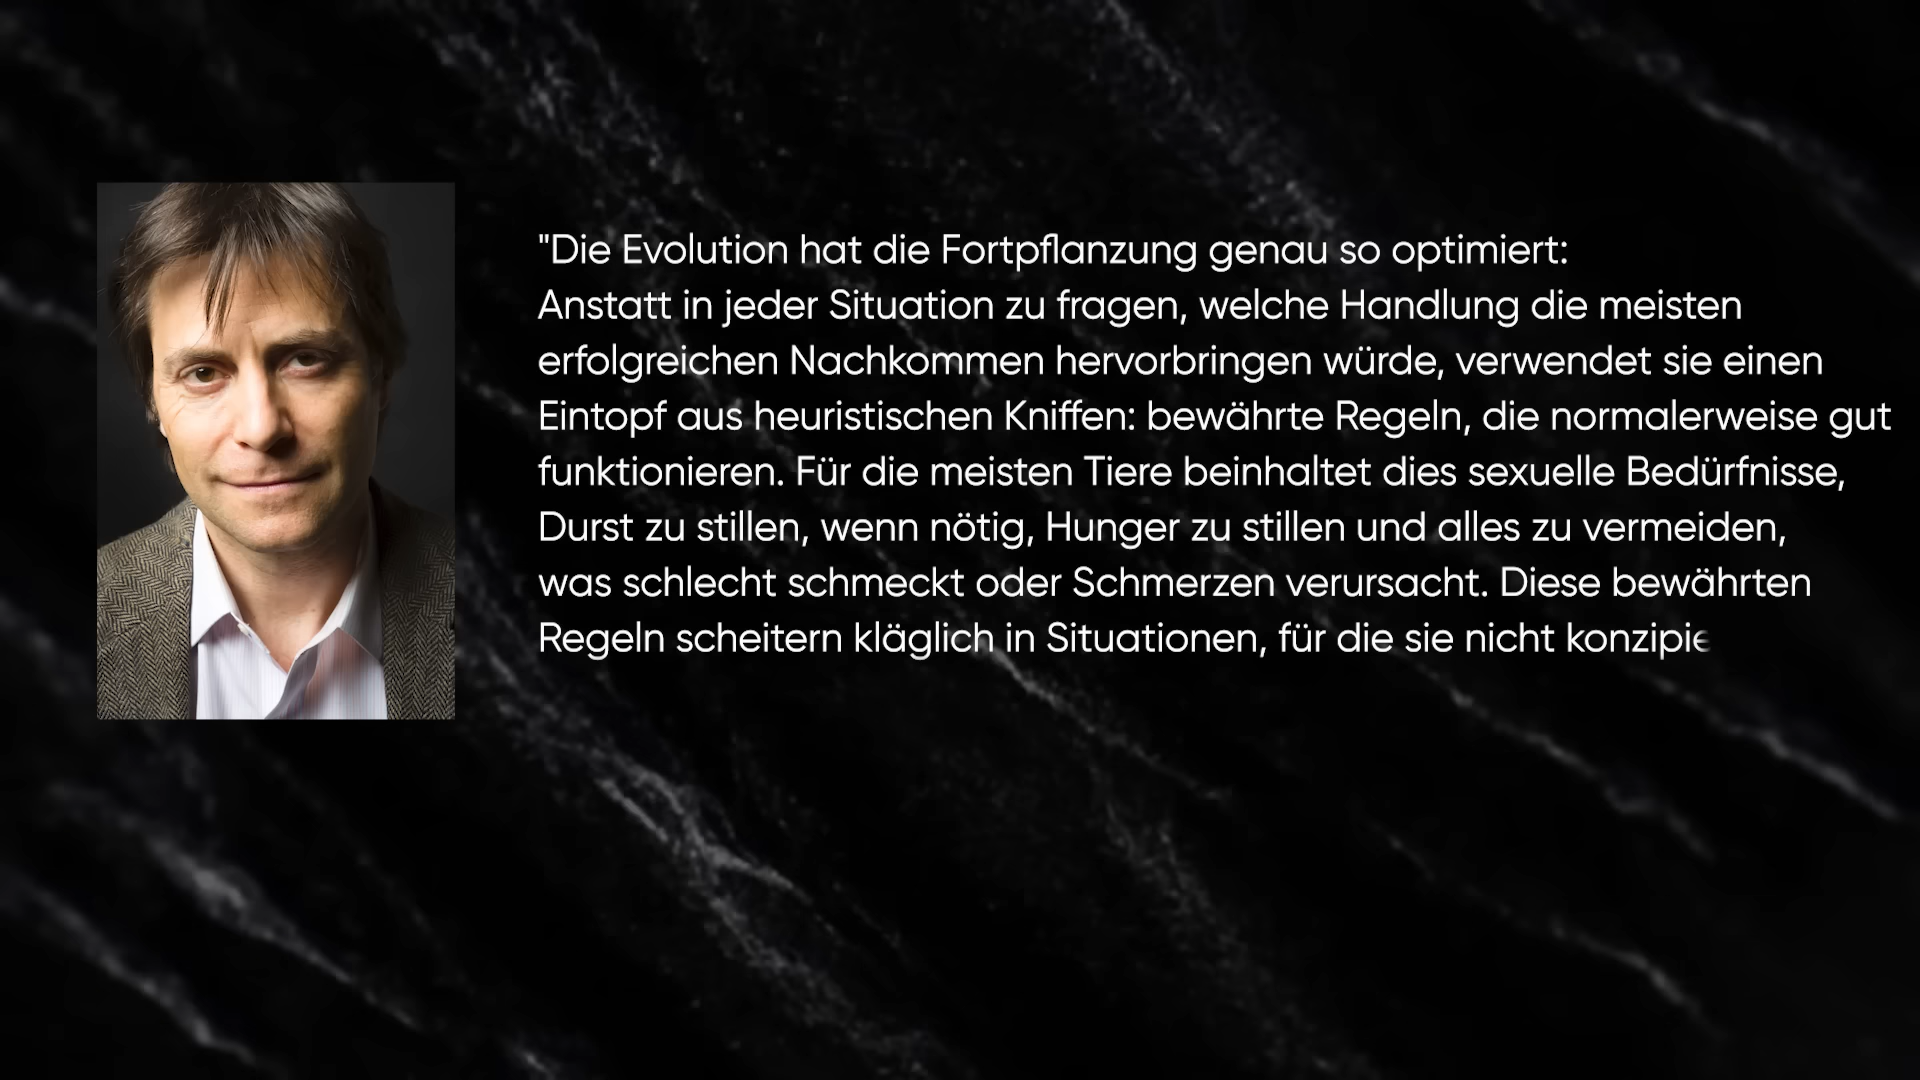 "Die Evolution hat die Fortpflanzung genau so optimiert:
Anstatt in jeder Situation zu fragen, welche Handlung die meisten
erfolgreichen Nachkommen hervorbringen würde, verwendet sie einen
Eintopf aus heuristischen Kniffen: bewährte Regeln, die normalerweise gut
funktionieren. Für die meisten Tiere beinhaltet dies sexuelle Bedürfnisse,
Durst zu stillen, wenn nötig, Hunger zu stillen und alles zu vermeiden,
was schlecht schmeckt oder Schmerzen verursacht. Diese bewährten
Regeln scheitern kläglich in Situationen, für die sie nicht konzipie